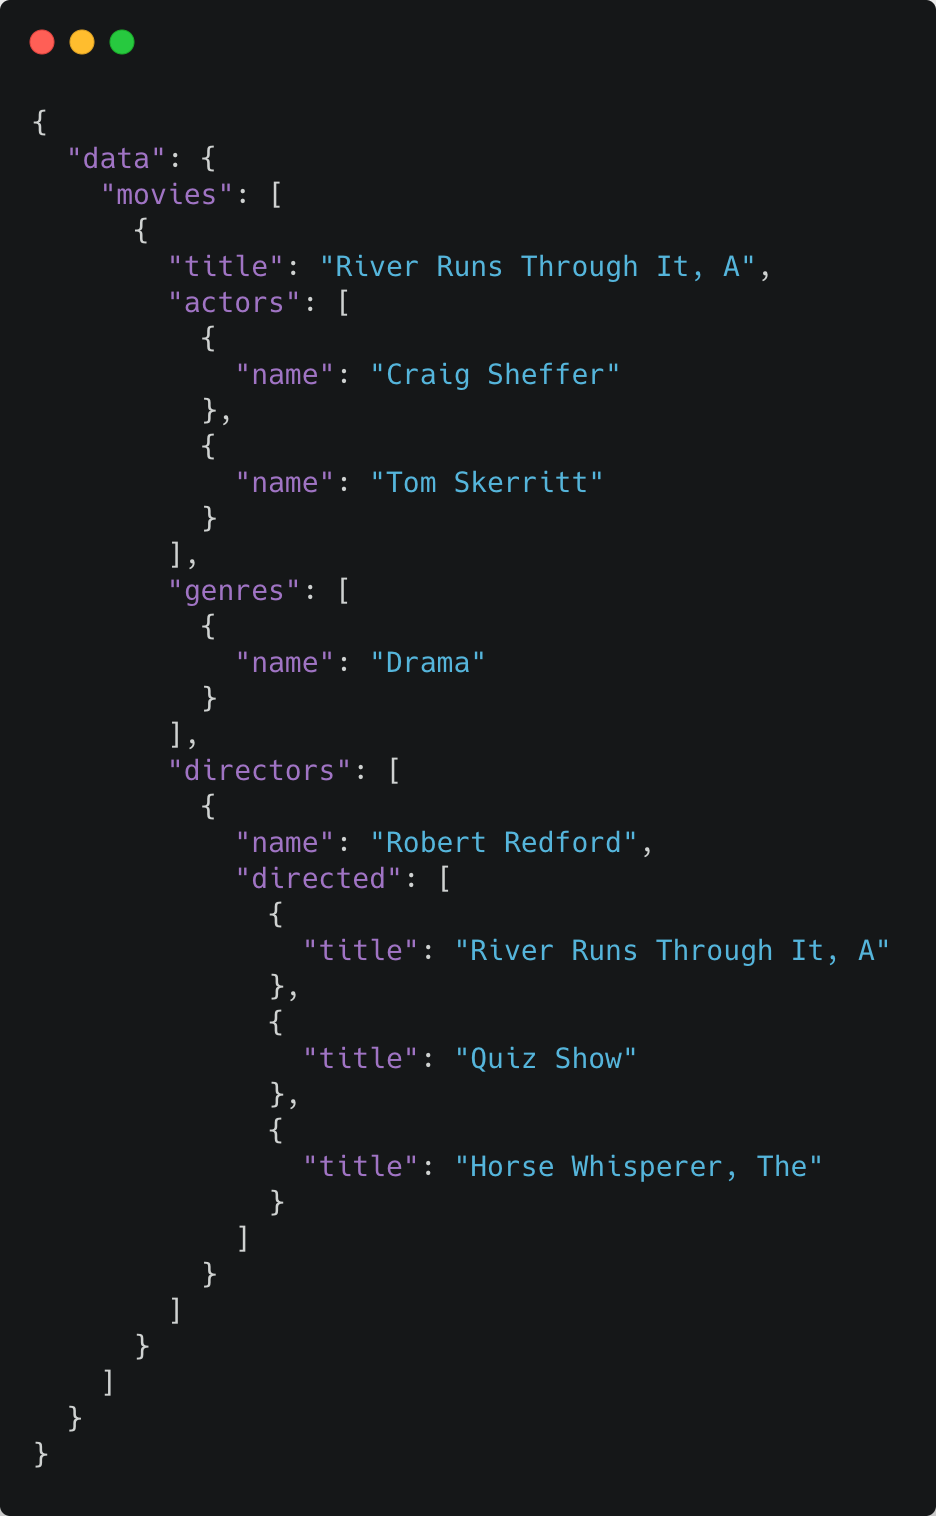 {
  "data": {
    "movies": [
      {
        "title": "River Runs Through It, A",
        "actors": [
          {
            "name": "Craig Sheffer"
          },
          {
            "name": "Tom Skerritt"
          }
        ],
        "genres": [
          {
            "name": "Drama"
          }
        ],
        "directors": [
          {
            "name": "Robert Redford",
            "directed": [
              {
                "title": "River Runs Through It, A"
              },
              {
                "title": "Quiz Show"
              },
              {
                "title": "Horse Whisperer, The"
              }
            ]
          }
        ]
      }
    ]
  }
}